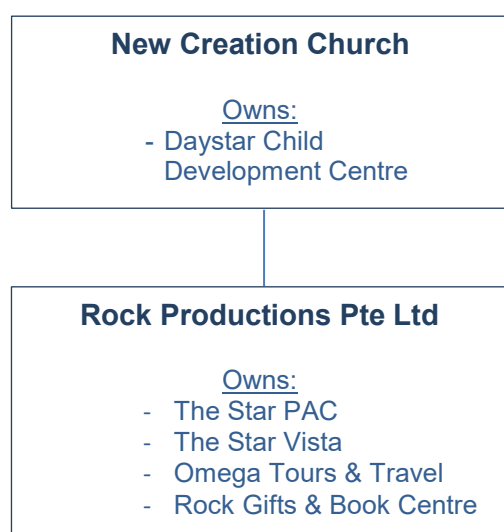 New Creation Church
Owns:
- Daystar Child
Development Centre
Rock Productions Pte Ltd
Owns:
- The Star PAC
- The Star Vista
- Omega Tours & Travel
- Rock Gifts & Book Centre